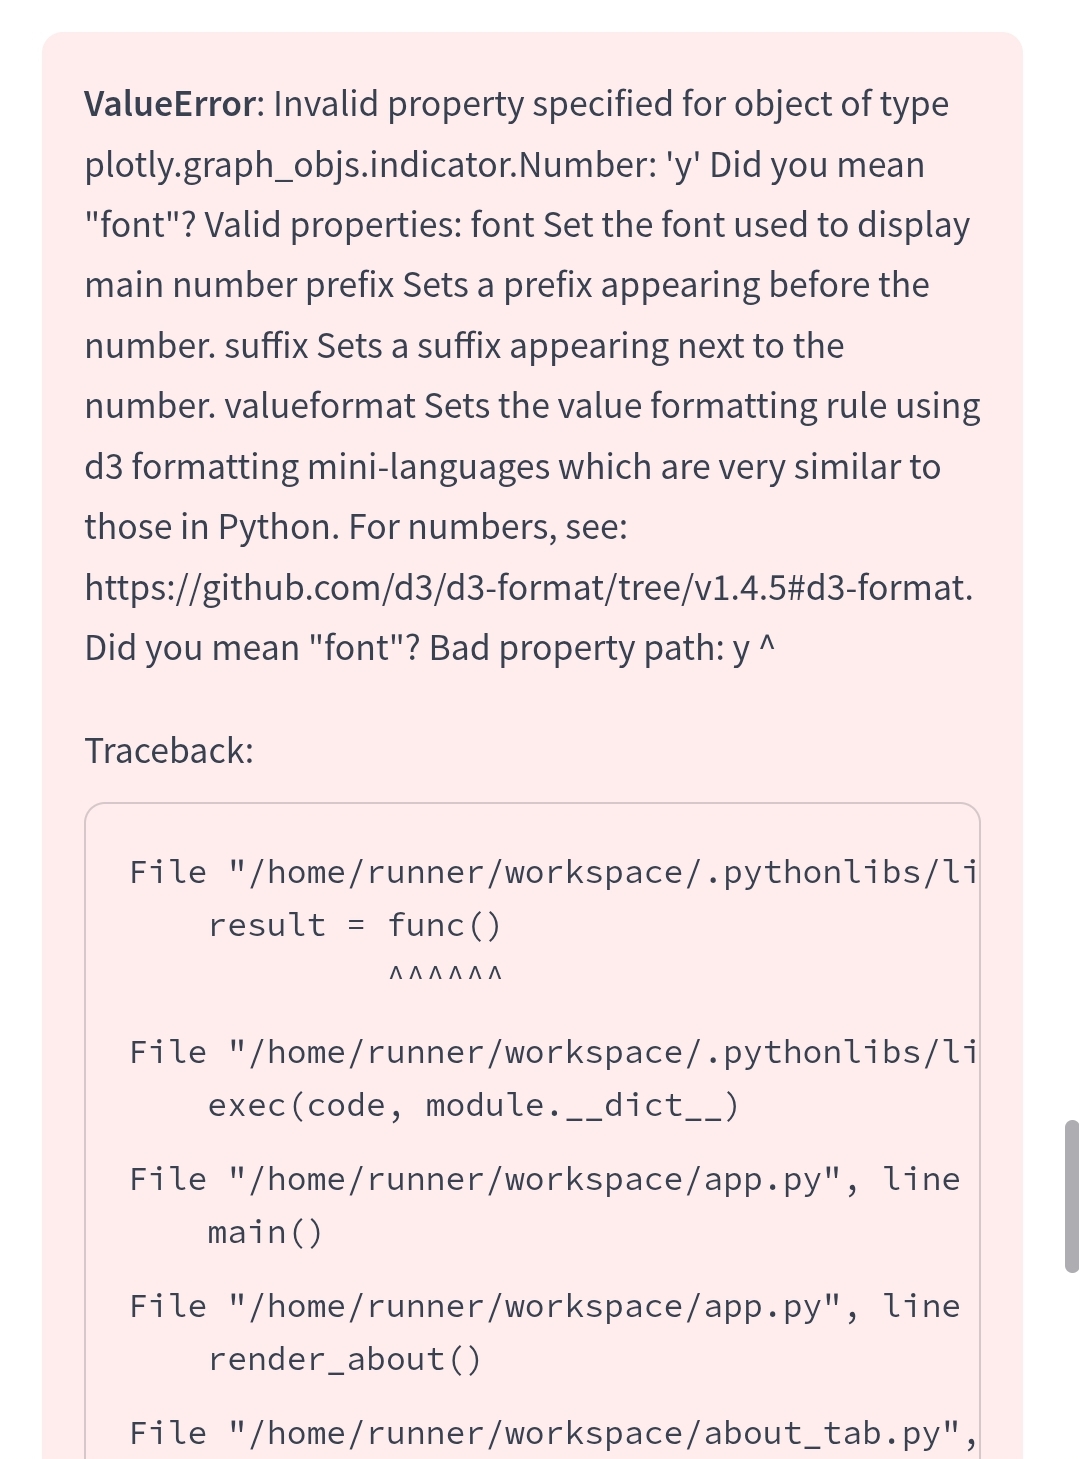 ValueError: Invalid property specified for object of type
plotly.graph_objs.indicator.Number: 'y' Did you mean
"font"? Valid properties: font Set the font used to display
main number prefix Sets a prefix appearing before the
number. suffix Sets a suffix appearing next to the
number. valueformat Sets the value formatting rule using
d3 formatting mini-languages which are very similar to
those in Python. For numbers, see:
https://github.com/d3/d3-format/tree/v1.4.5#d3-format.
Did you mean "font"? Bad property path: y ^
Traceback:
File "/home/runner/workspace/.pythonlibs/li
result = func()
^^^^^^
File "/home/runner/workspace/.pythonlibs/li
exec(code, module.__dict__)
File "/home/runner/workspace/app.py", line
main()
File "/home/runner/workspace/app.py", line
render_about()
File "/home/runner/workspace/about_tab.py",